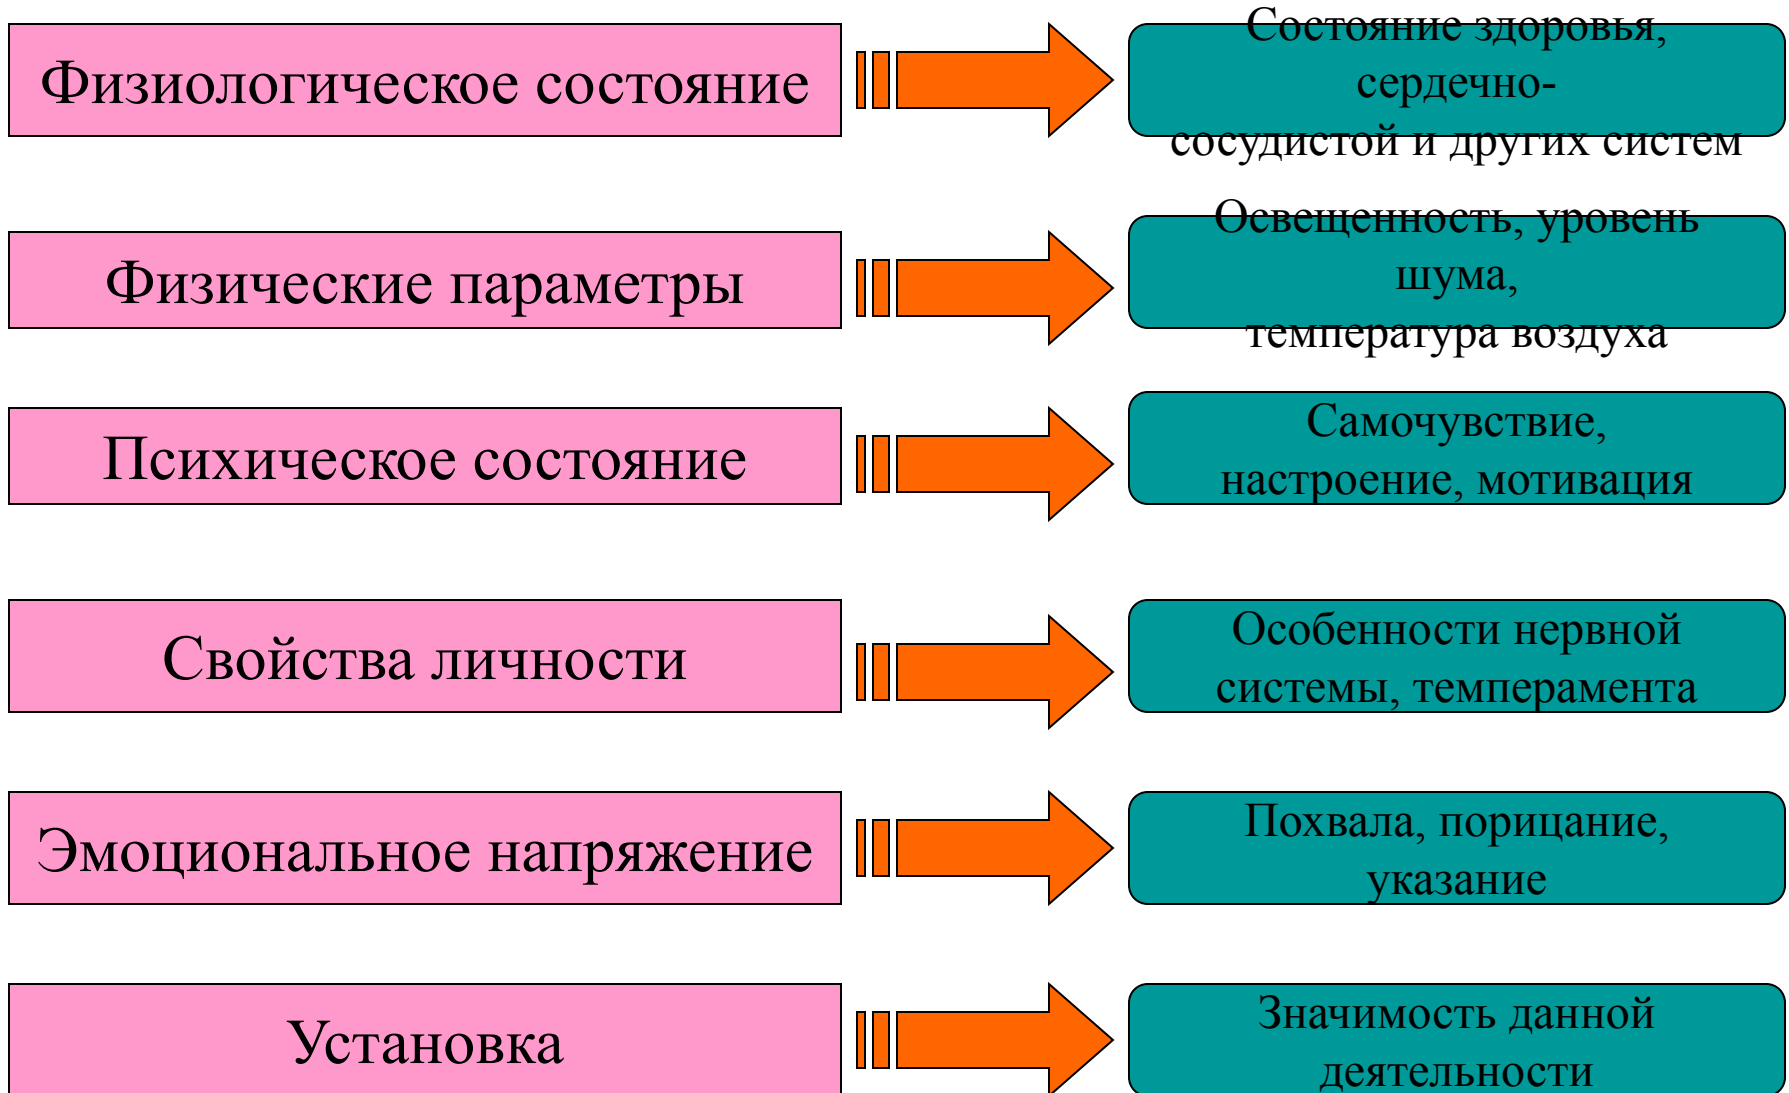 Физиологическое состояние
Состояние здоровья,
сердечно-
сосудистой и других систем
Физические параметры
Освещенность, уровень
шума,
температура воздуха
Психическое состояние
Самочувствие,
настроение, мотивация
Свойства личности
Особенности нервной
системы, темперамента
Эмоциональное напряжение
Похвала, порицание,
указание
Установка
Значимость данной
деятельности